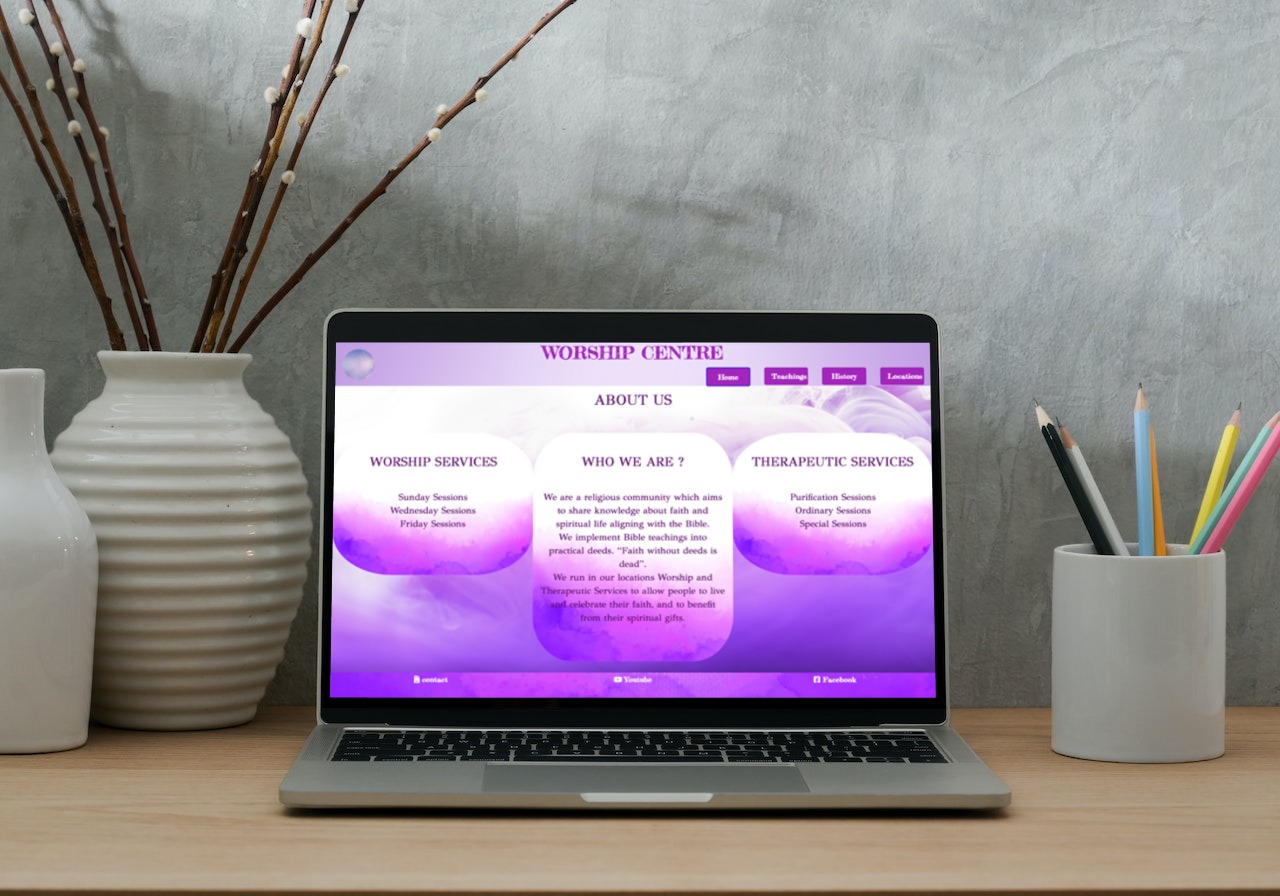 WORSHIP CENTRE
Home Teachings History Locations
ABOUT US
WORSHIP SERVICES
Sunday Sessions
Wednesday Sessions
Friday Sessions
WHO WE ARE ?
We are a religious community which aims
to share knowledge about faith and
spiritual life aligning with the Bible.
We implement Bible teachings into
practical deeds. “Faith without deeds is
dead”.
We run in our locations Worship and
Therapeutic Services to allow people to live
and celebrate their faith, and to benefit
from their spiritual gifts.
THERAPEUTIC SERVICES
Purification Sessions
Ordinary Sessions
Special Sessions
contact Youtube Facebook